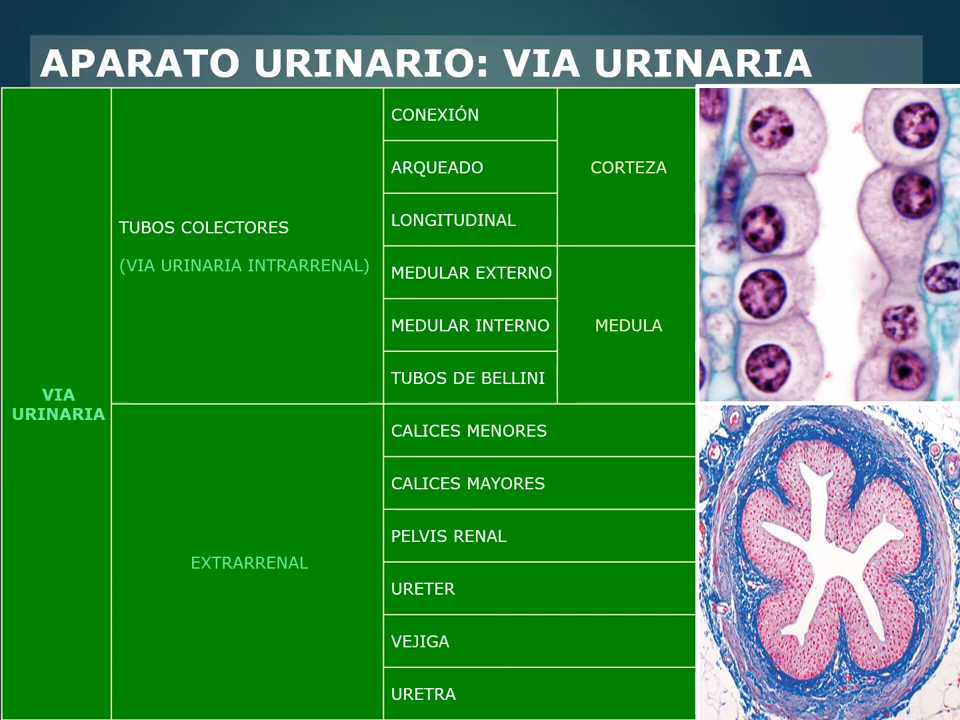 APARATO URINARIO: VIA URINARIA
VIA
URINARIA
TUBOS COLECTORES
(VIA URINARIA INTRARRENAL)
CONEXIÓN
ARQUEADO
LONGITUDINAL
CORTEZA
MEDULAR EXTERNO
MEDULAR INTERNO
TUBOS DE BELLINI
MEDULA
EXTRARRENAL
CALICES MENORES
CALICES MAYORES
PELVIS RENAL
URETER
VEJIGA
URETRA